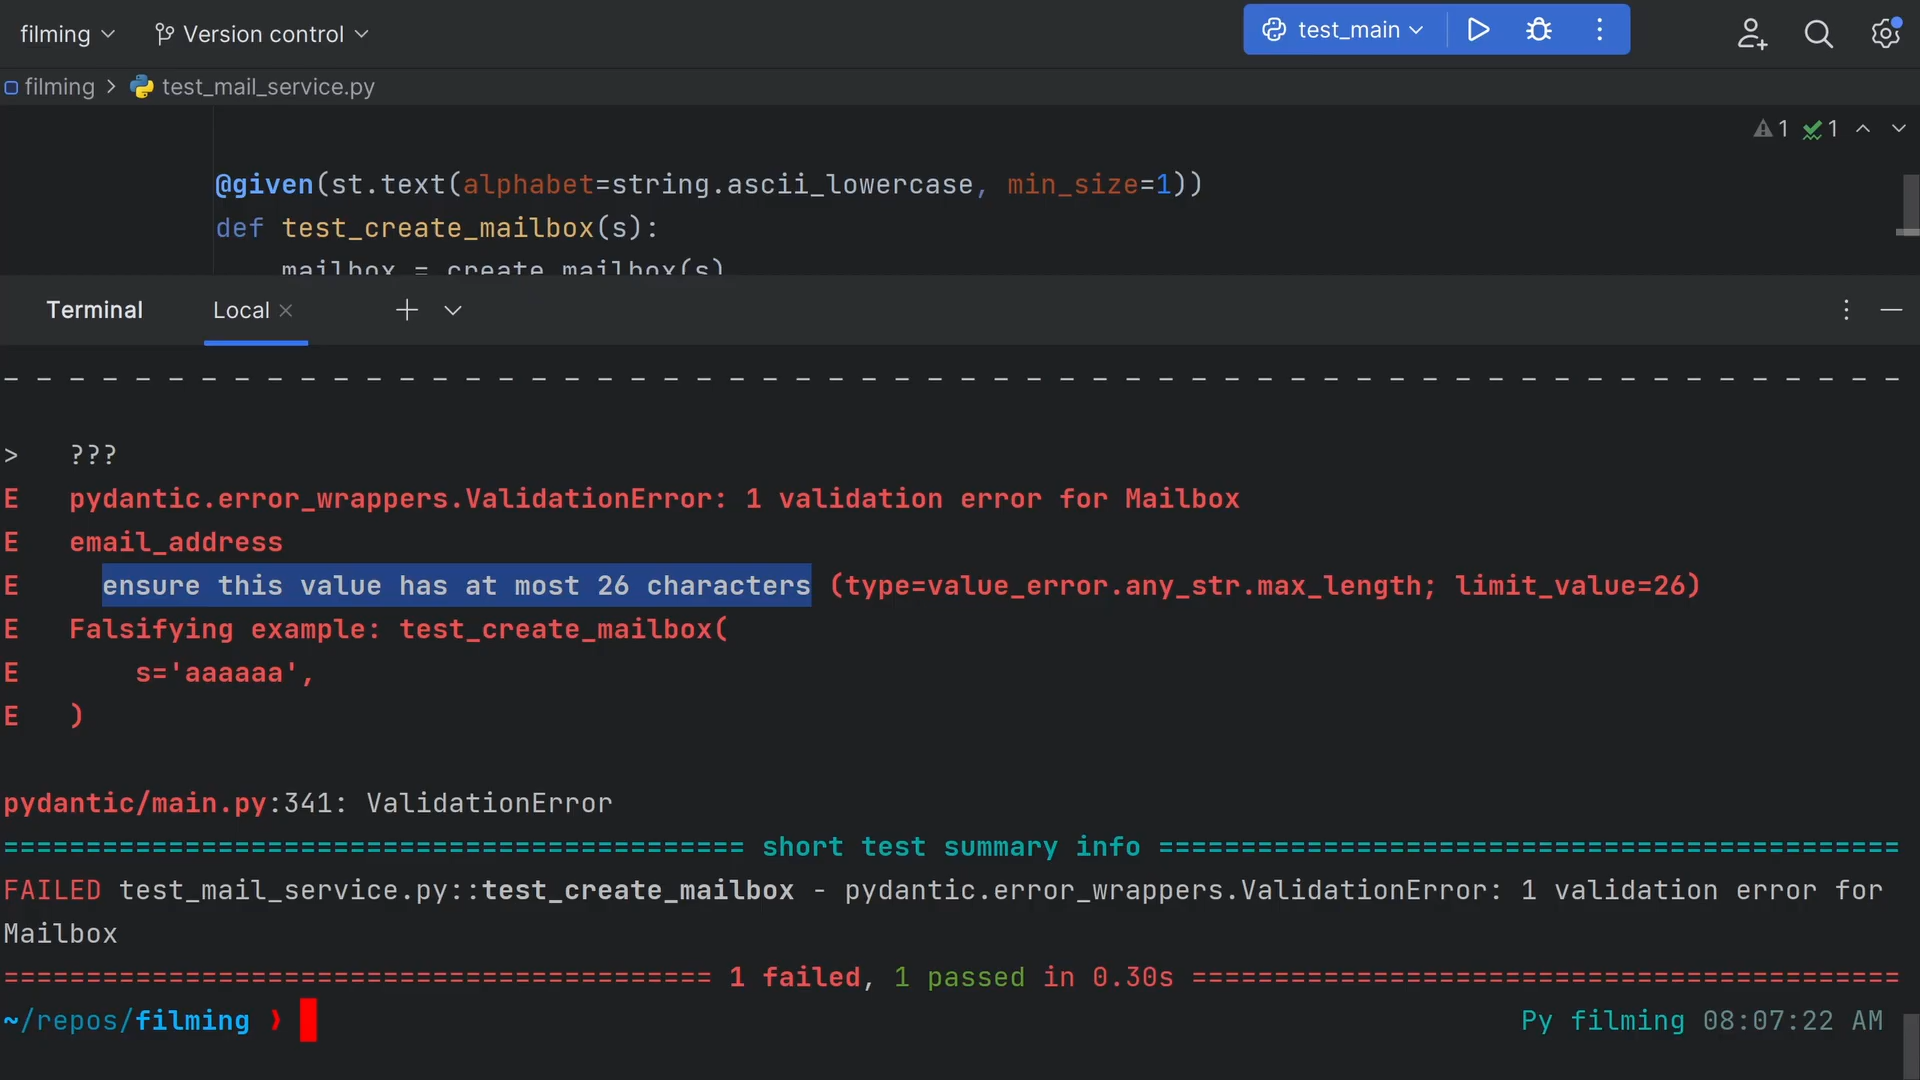 filming Version control test_main
filming > test_mail_service.py
1 1
@given(st.text(alphabet=string.ascii_lowercase, min_size=1))
def test_create_mailbox(s):
mailbox = create_mailbox(s)
Terminal Local
- - - - - - - - - - - - - - - - - - - - - - - - - - - - - - - - - - - - - - - - - - - - - - - - - - - - - - - - - -
> ???
E pydantic.error_wrappers.ValidationError: 1 validation error for Mailbox
E email_address
E ensure this value has at most 26 characters (type=value_error.any_str.max_length; limit_value=26)
E Falsifying example: test_create_mailbox(
E s='aaaaaa',
E )
pydantic/main.py:341: ValidationError
============================================= short test summary info =============================================
FAILED test_mail_service.py::test_create_mailbox - pydantic.error_wrappers.ValidationError: 1 validation error for
Mailbox
=========================================== 1 failed, 1 passed in 0.30s ===========================================
~/repos/filming ❯ Py filming 08:07:22 AM